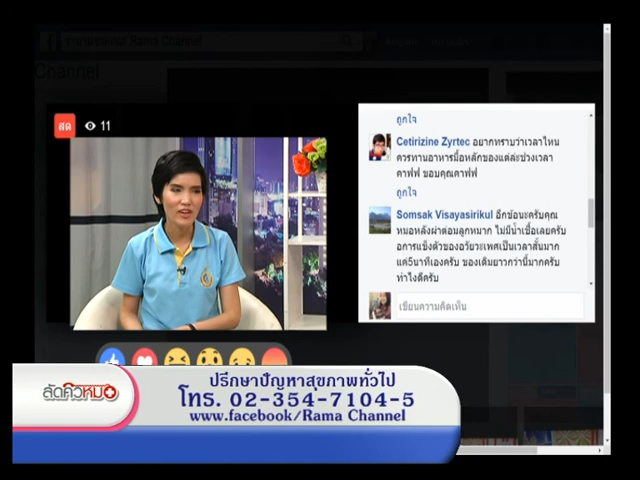 Rama Channel
Channel
สด 11
ถูกใจ
Cetirizine Zyrtec อยากทราบว่าเวลาไหน
ควรทานอาหารมื้อหลักของแต่ละช่วงเวลา
คาฟฟ ขอบคุณคาฟฟ
ถูกใจ
Somsak Visayasirikul อีกข้อนะครับคุณ
หมอหลังผ่าต่อมลูกหมาก ไม่มีน้ำเชื้อเลยครับ
อการแข็งตัวของอวัยวะเพศเป็นเวลาสั้นมาก
แค่5นาทีเองครับ ของเดิมยาวกว่านี้มากครับ
ทำไงดีครับ
เขียนความคิดเห็น
ลัดคิวหมอ
ปรึกษาปัญหาสุขภาพทั่วไป
โทร. 02-354-7104-5
www.facebook/Rama Channel